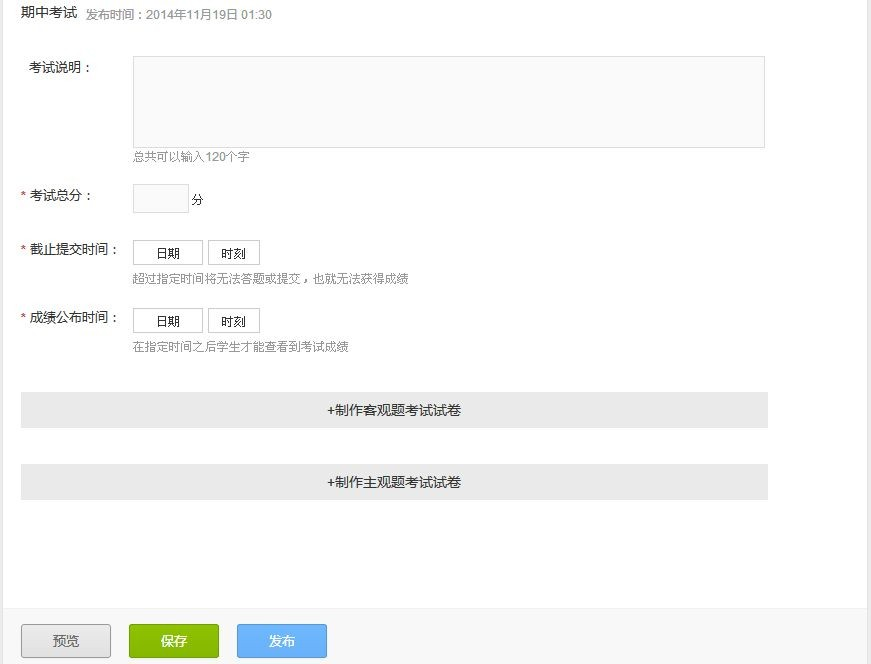 期中考试 发布时间：2014年11月19日 01:30
考试说明：
总共可以输入120个字
* 考试总分： 分
* 截止提交时间： 日期 时刻
超过指定时间将无法答题或提交，也就无法获得成绩
* 成绩公布时间： 日期 时刻
在指定时间之后学生才能查看到考试成绩
+制作客观题考试试卷
+制作主观题考试试卷
预览 保存 发布